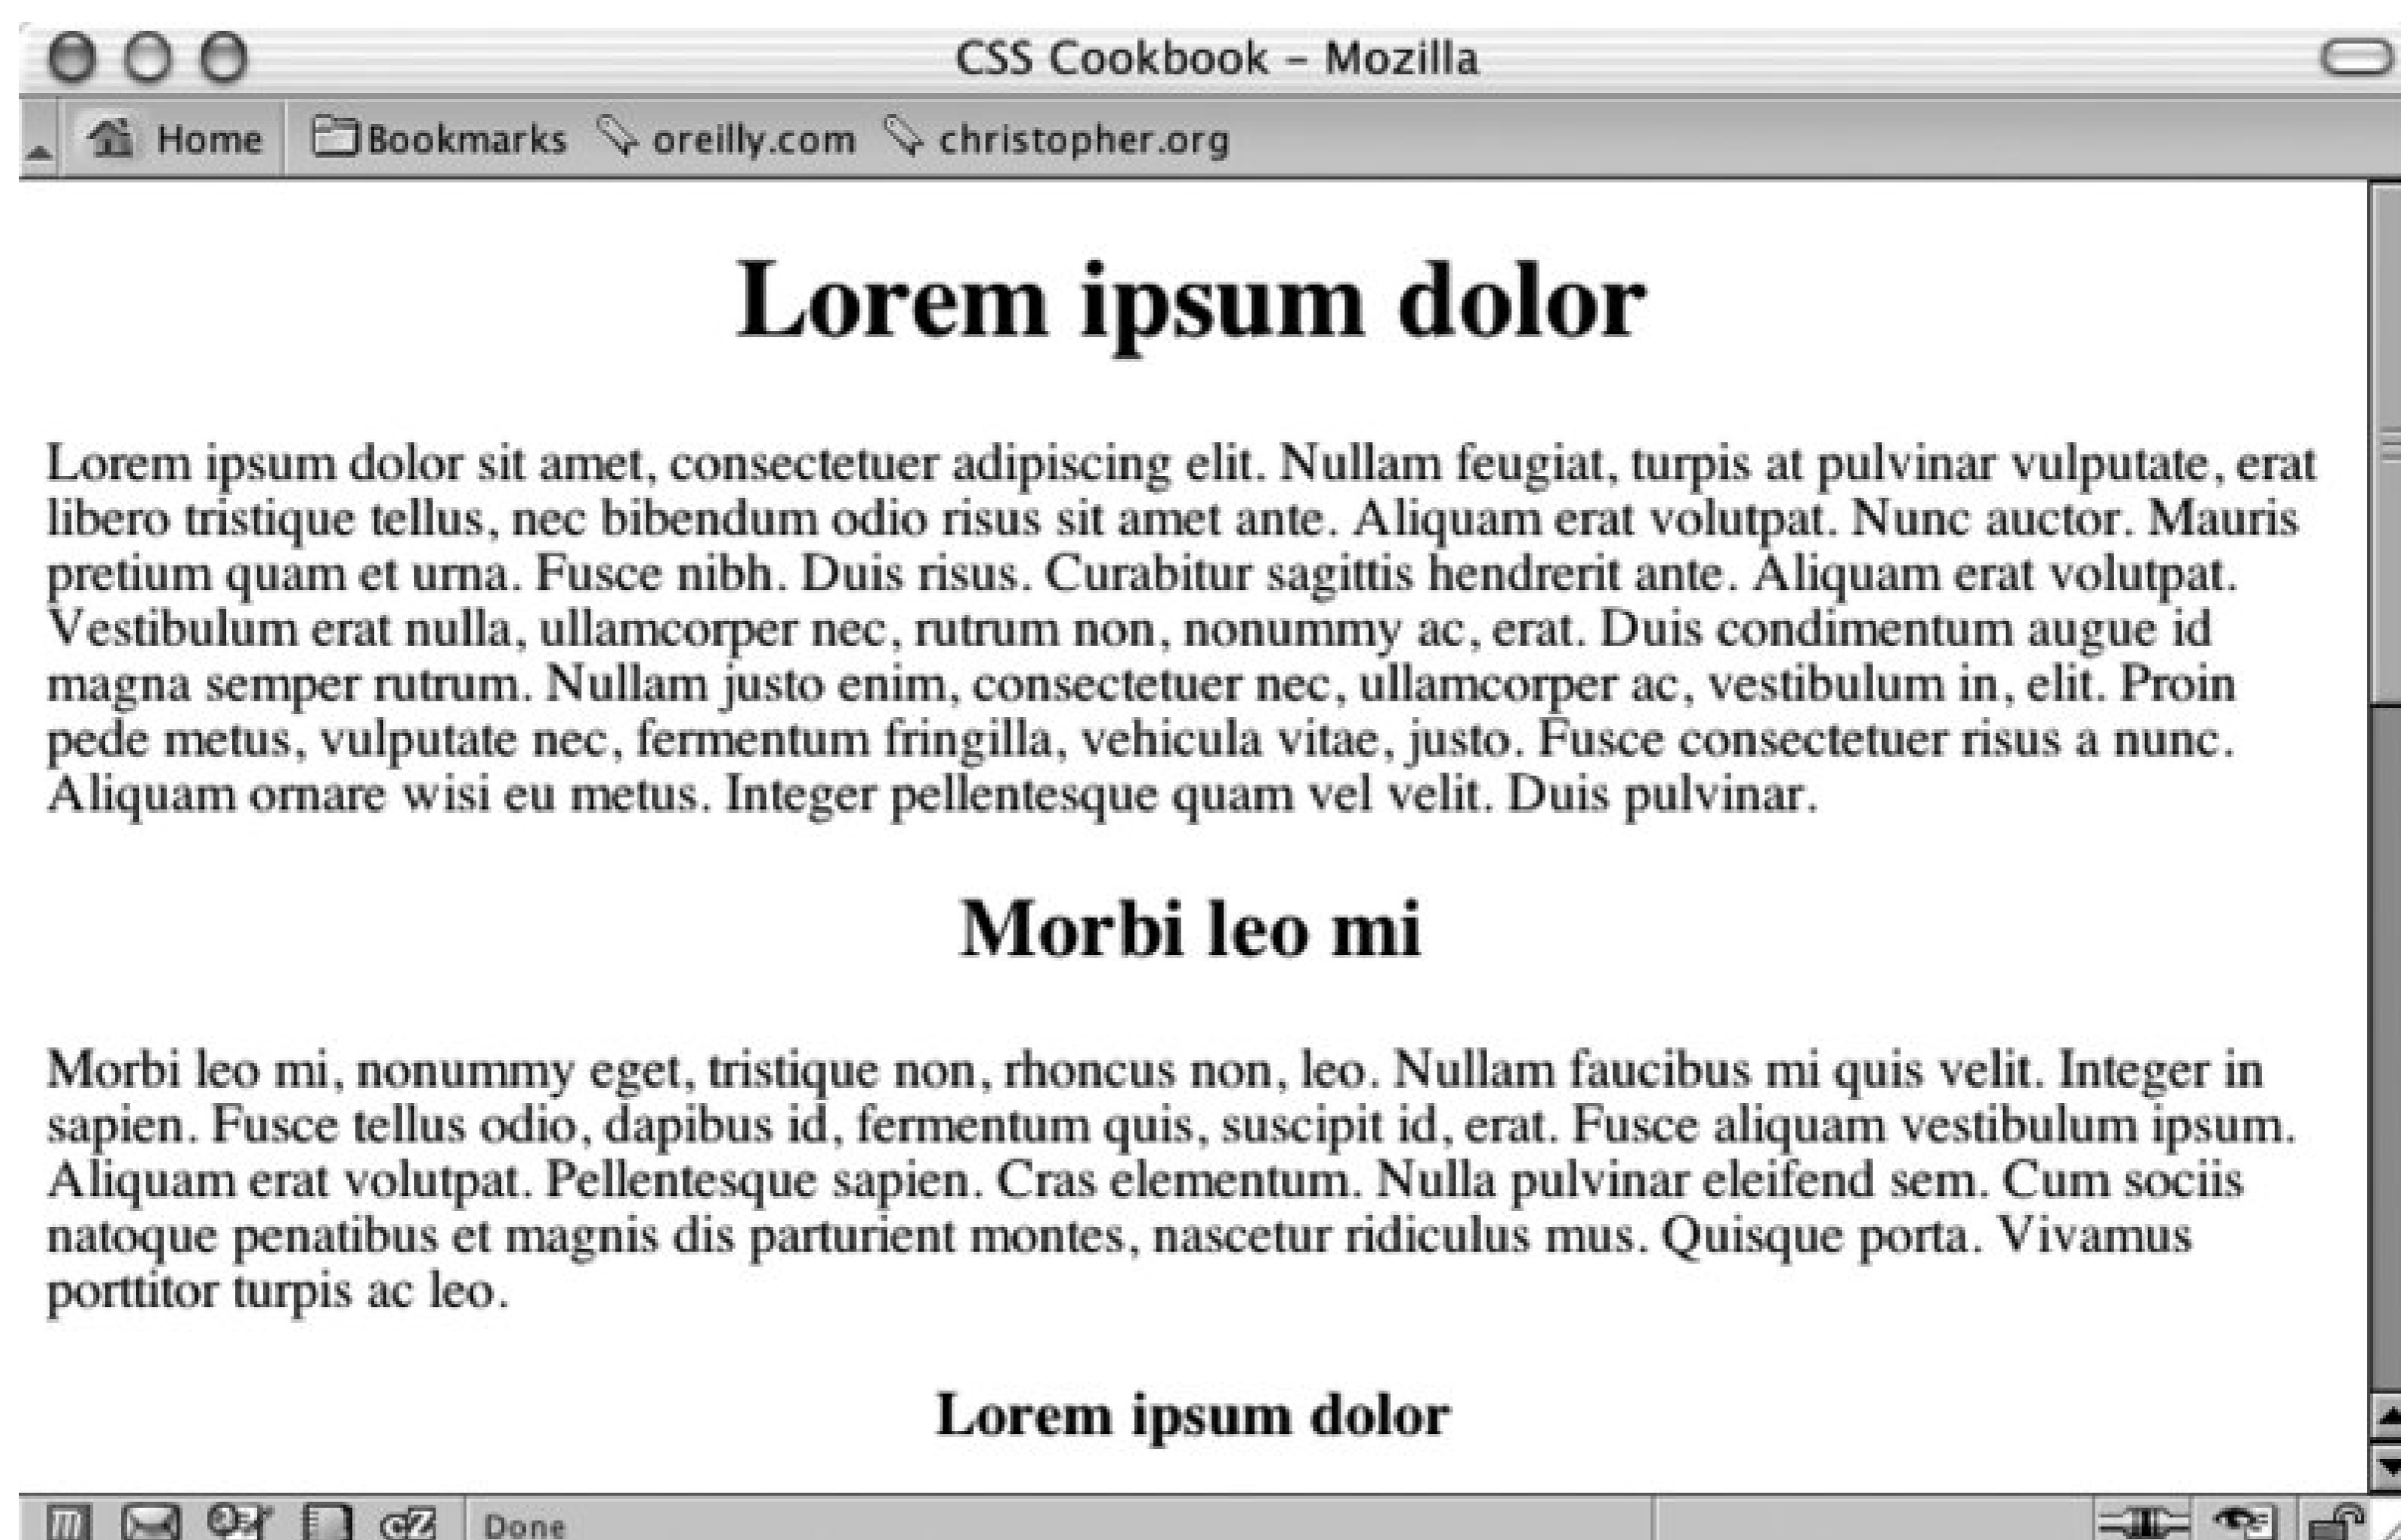 CSS Cookbook – Mozilla
Home Bookmarks oreilly.com christopher.org
Lorem ipsum dolor
Lorem ipsum dolor sit amet, consectetuer adipiscing elit. Nullam feugiat, turpis at pulvinar vulputate, erat
libero tristique tellus, nec bibendum odio risus sit amet ante. Aliquam erat volutpat. Nunc auctor. Mauris
pretium quam et urna. Fusce nibh. Duis risus. Curabitur sagittis hendrerit ante. Aliquam erat volutpat.
Vestibulum erat nulla, ullamcorper nec, rutrum non, nonummy ac, erat. Duis condimentum augue id
magna semper rutrum. Nullam justo enim, consectetuer nec, ullamcorper ac, vestibulum in, elit. Proin
pede metus, vulputate nec, fermentum fringilla, vehicula vitae, justo. Fusce consectetuer risus a nunc.
Aliquam ornare wisi eu metus. Integer pellentesque quam vel velit. Duis pulvinar.
Morbi leo mi
Morbi leo mi, nonummy eget, tristique non, rhoncus non, leo. Nullam faucibus mi quis velit. Integer in
sapien. Fusce tellus odio, dapibus id, fermentum quis, suscipit id, erat. Fusce aliquam vestibulum ipsum.
Aliquam erat volutpat. Pellentesque sapien. Cras elementum. Nulla pulvinar eleifend sem. Cum sociis
natoque penatibus et magnis dis parturient montes, nascetur ridiculus mus. Quisque porta. Vivamus
porttitor turpis ac leo.
Lorem ipsum dolor
Done